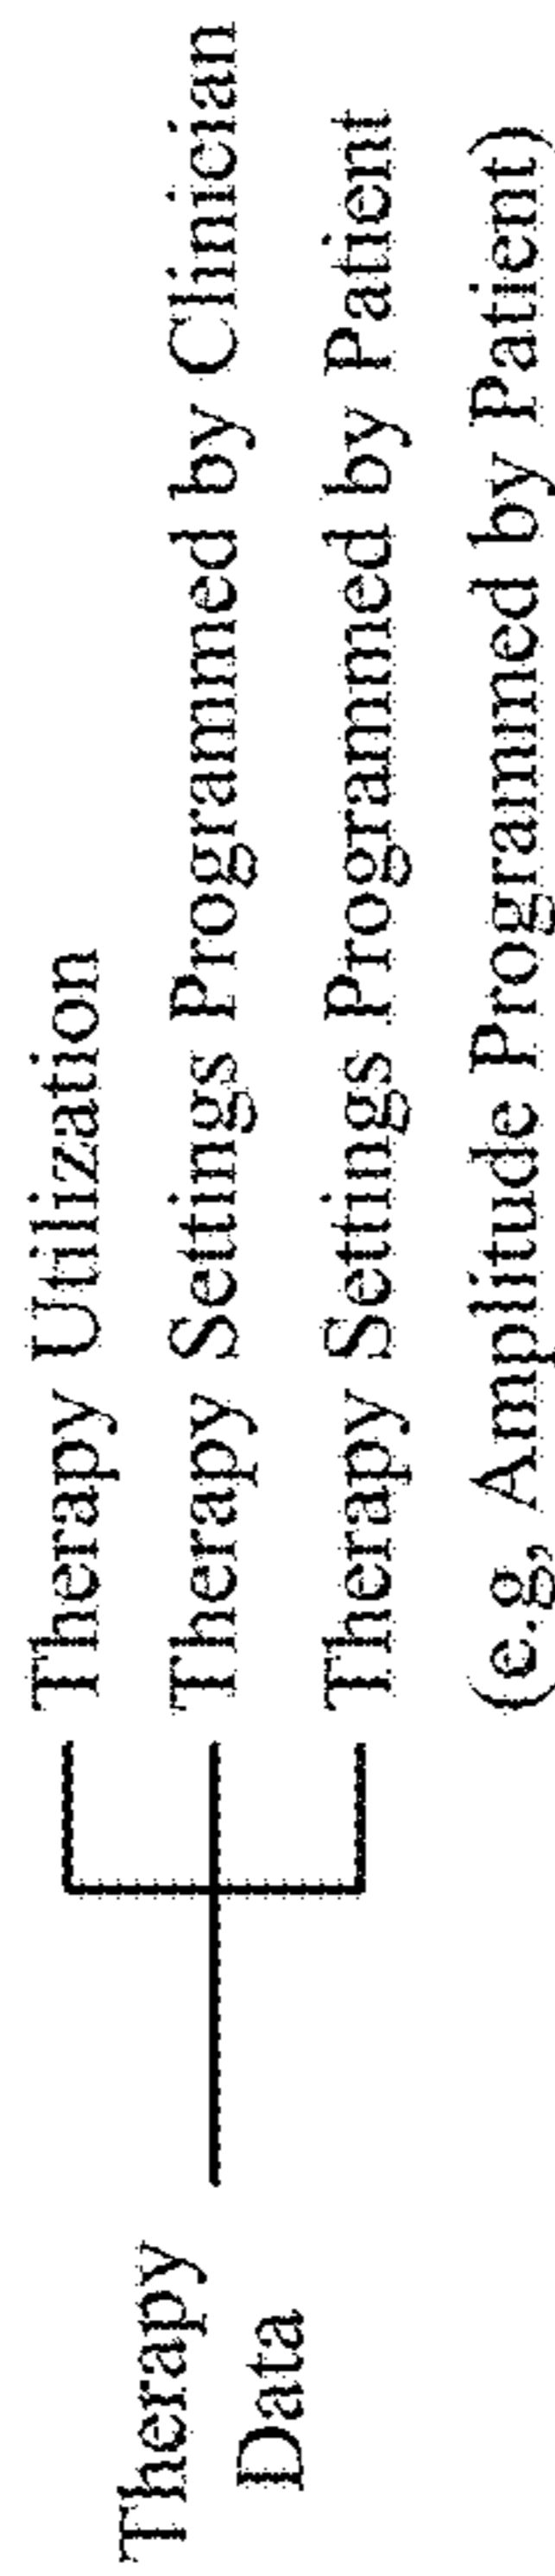 Therapy
Data
Therapy Utilization
Therapy Settings Programmed by Clinician
Therapy Settings Programmed by Patient
(e.g, Amplitude Programmed by Patient)